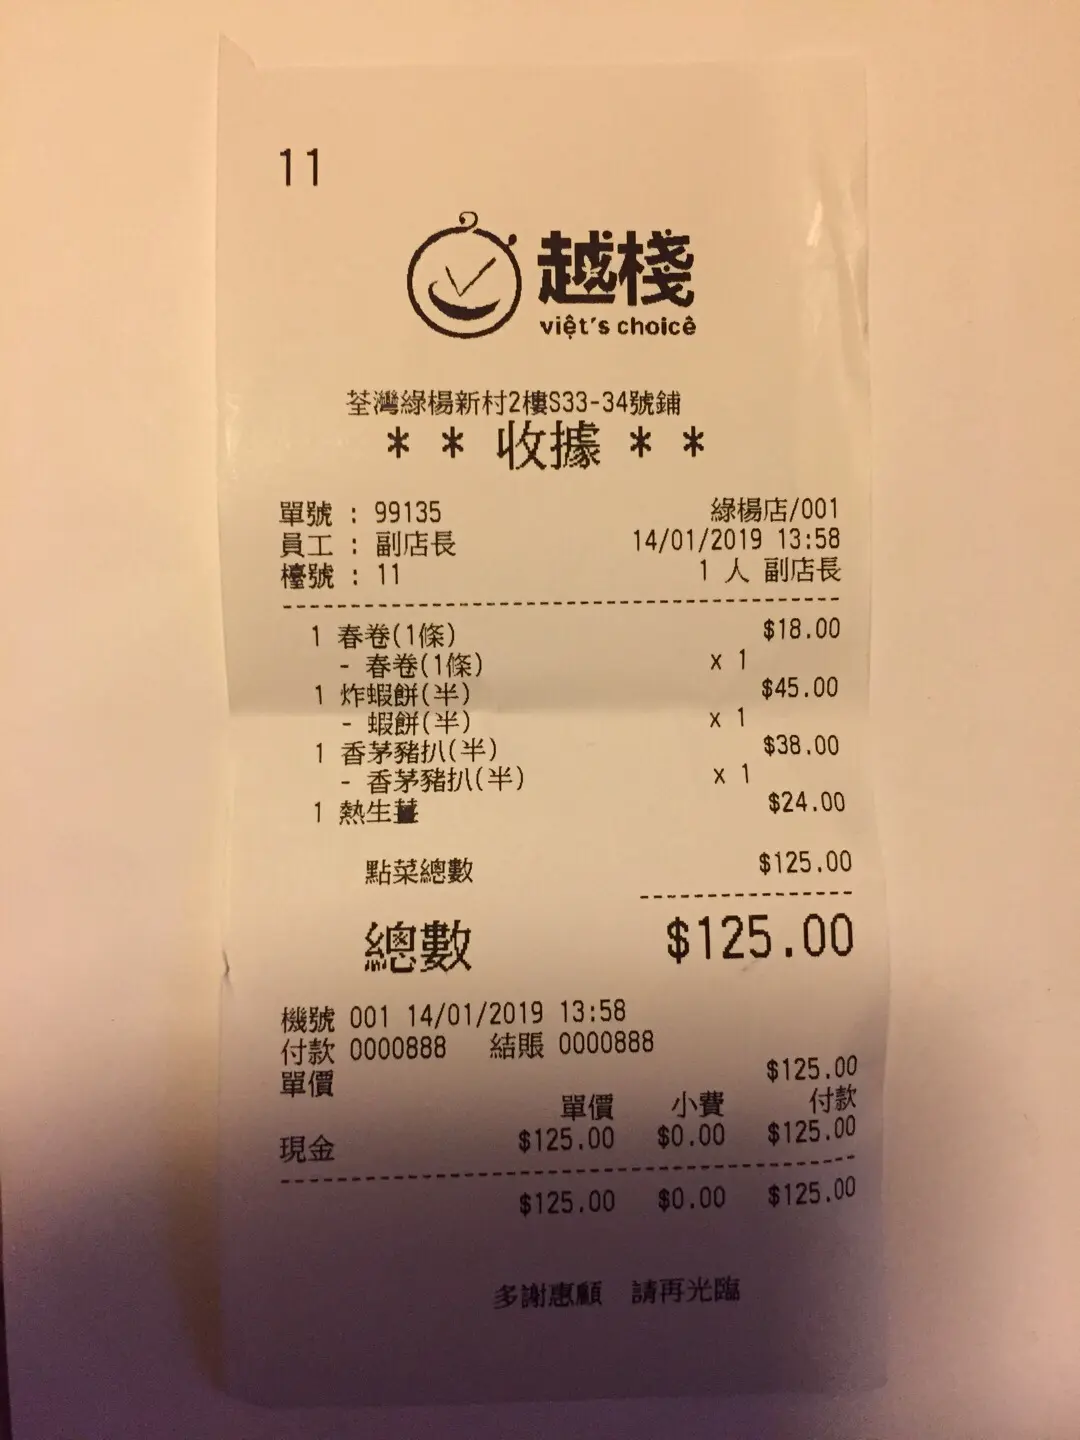 11
越棧
việt's choicê
荃灣綠楊新村2樓S33-34號鋪
* * 收據 * *
單號 : 99135 綠楊店/001
員工 : 副店長 14/01/2019 13:58
檯號 : 11 1 人 副店長
1 春卷(1條) $18.00
- 春卷(1條) x 1
1 炸蝦餅(半) $45.00
- 蝦餅(半) x 1
1 香茅豬扒(半) $38.00
- 香茅豬扒(半) x 1
1 熱生薑 $24.00
點菜總數 $125.00
總數 $125.00
機號 001 14/01/2019 13:58
付款 0000888 結賬 0000888
單價 $125.00
單價 小費 付款
現金 $125.00 $0.00 $125.00
$125.00 $0.00 $125.00
多謝惠顧 請再光臨